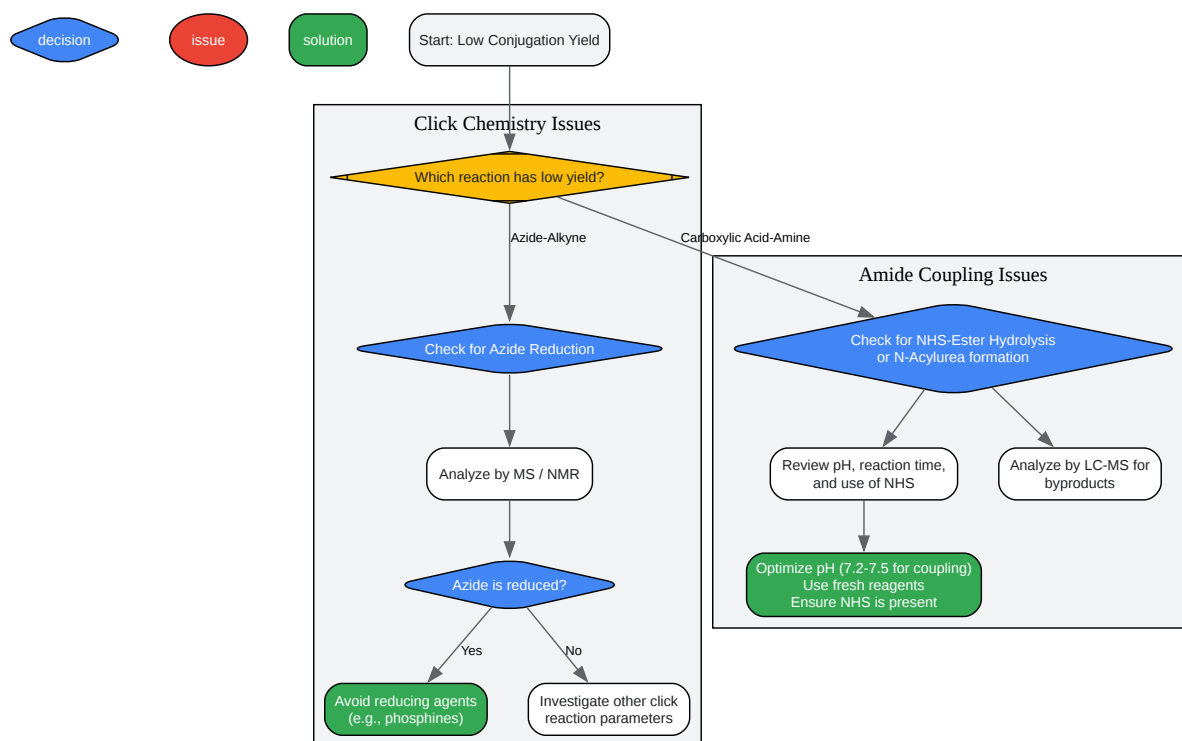 decision
issue
solution
Start: Low Conjugation Yield
Click Chemistry Issues
Which reaction has low yield?
Azide-Alkyne
Carboxylic Acid-Amine
Amide Coupling Issues
Check for Azide Reduction
Check for NHS-Ester Hydrolysis
or N-Acylurea formation
Analyze by MS / NMR
Review pH, reaction time,
and use of NHS
Analyze by LC-MS for
byproducts
Azide is reduced?
Optimize pH (7.2-7.5 for coupling)
Use fresh reagents
Ensure NHS is present
Yes
No
Avoid reducing agents
(e.g., phosphines)
Investigate other click
reaction parameters